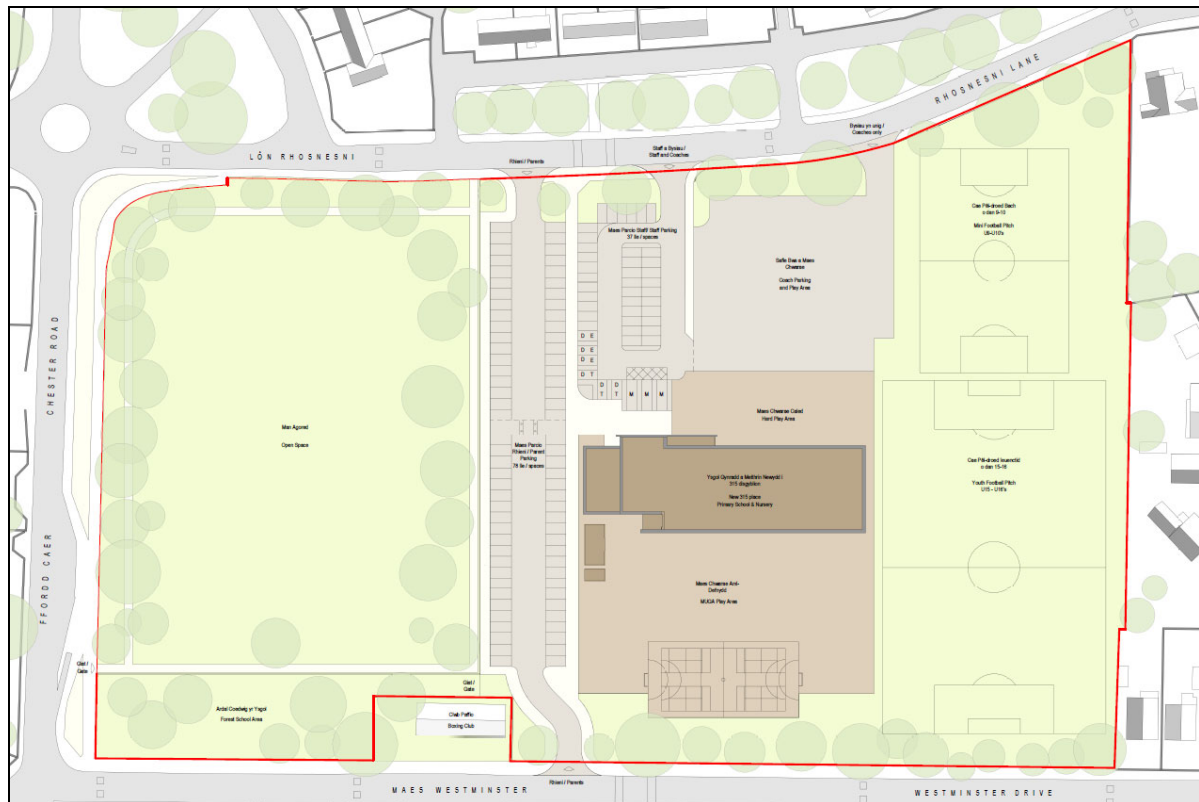 RHOSNESNI LANE
LÔN RHOSNESNI
Rhieni / Parents
Staff a Bysiau /
Staff and Coaches
Bysiau yn unig /
Coaches only
CHESTER ROAD
FFORDD CAER
Man Agored
Open Space
Maes Parcio Staff/ Staff Parking
37 lle / spaces
D E
D E
D E
D T
D D
T T M M M
Safle Bws a Maes
Chwarae
Coach Parking
and Play Area
Cae Pêl-droed Bach
o dan 9-10
Mini Football Pitch
U9-U10's
Maes Chwarae Caled
Hard Play Area
Maes Parcio
Rhieni / Parent
Parking
78 lle / spaces
Ysgol Gynradd a Meithrin Newydd i
315 disgyblion
New 315 place
Primary School & Nursery
Cae Pêl-droed Ieuenctid
o dan 15-16
Youth Football Pitch
U15 - U16's
Maes Chwarae Aml-
Defnydd
MUGA Play Area
Giat /
Gate
Giat /
Gate
Ardal Coedwig yr Ysgol
Forest School Area
Clwb Paffio
Boxing Club
Rhieni / Parents
MAES WESTMINSTER
WESTMINSTER DRIVE